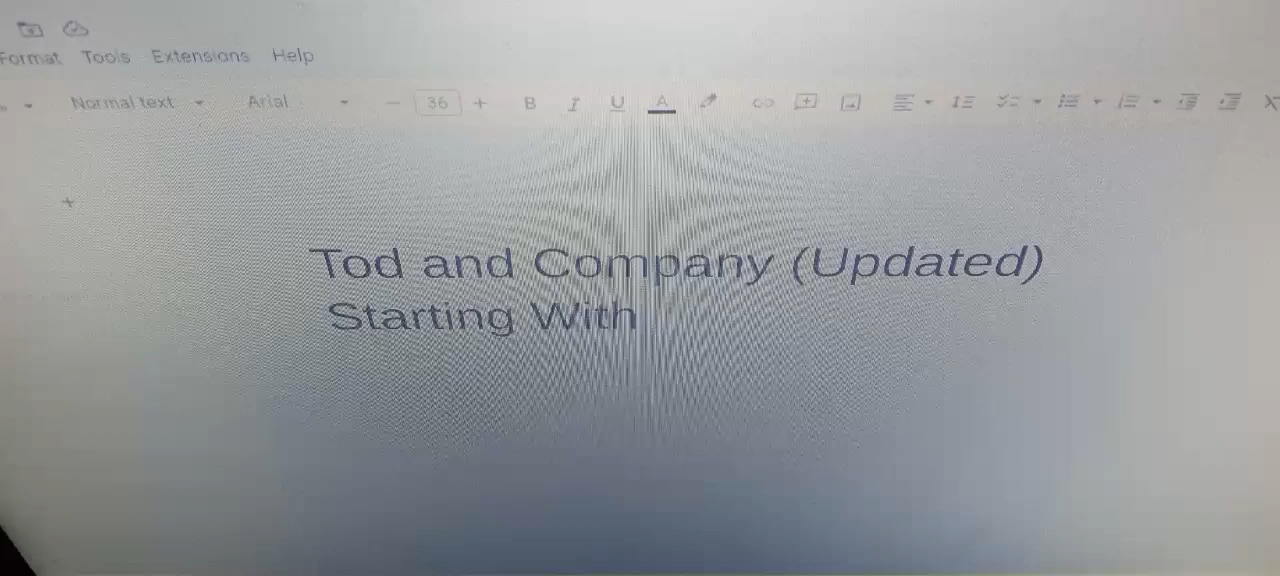 Format Tools Extensions Help
Normal text Arial − 36 + B I U A
Tod and Company (Updated)
Starting With